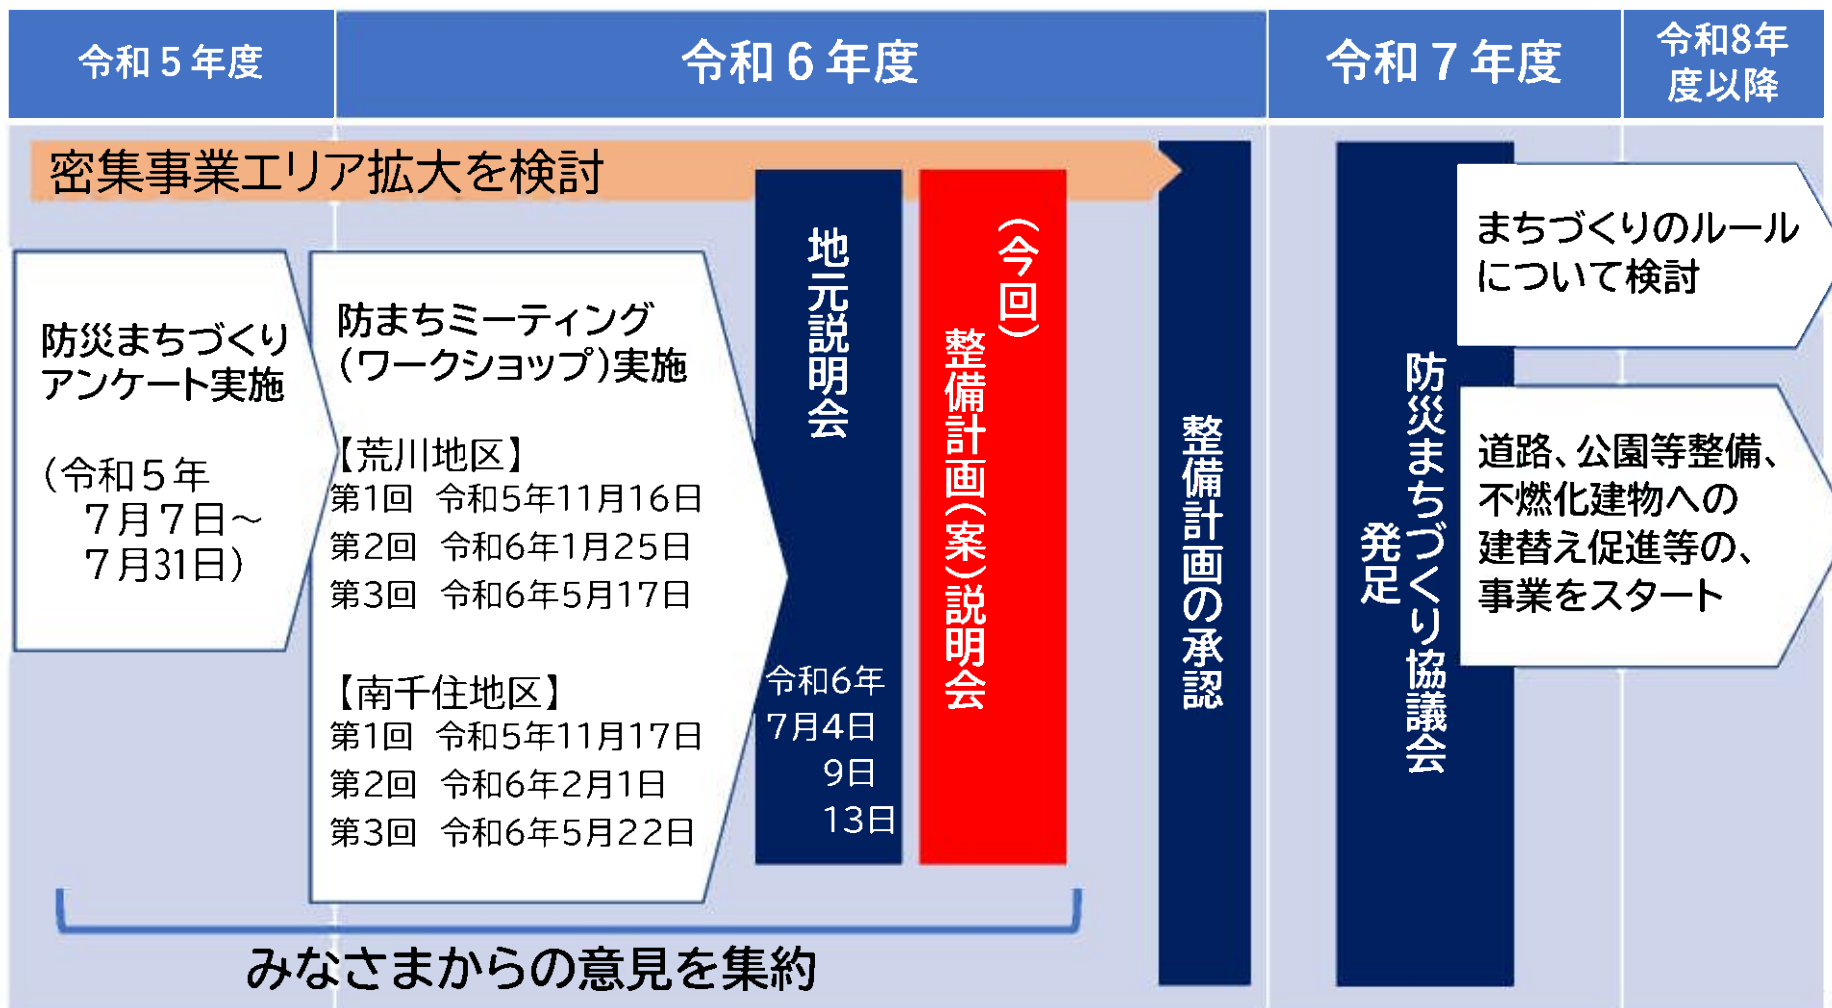 令和５年度
令和６年度
令和７年度
令和8年
度以降
密集事業エリア拡大を検討
防災まちづくり
アンケート実施
（令和５年
７月７日～
７月31日）
防まちミーティング
（ワークショップ）実施
【荒川地区】
第1回 令和5年11月16日
第2回 令和6年1月25日
第3回 令和6年5月17日
【南千住地区】
第1回 令和5年11月17日
第2回 令和6年2月1日
第3回 令和6年5月22日
地元説明会
令和6年
7月4日
9日
13日
（今回）
整備計画（案）説明会
整備計画の承認
防災まちづくり協議会
発足
まちづくりのルール
について検討
道路、公園等整備、
不燃化建物への
建替え促進等の、
事業をスタート
みなさまからの意見を集約